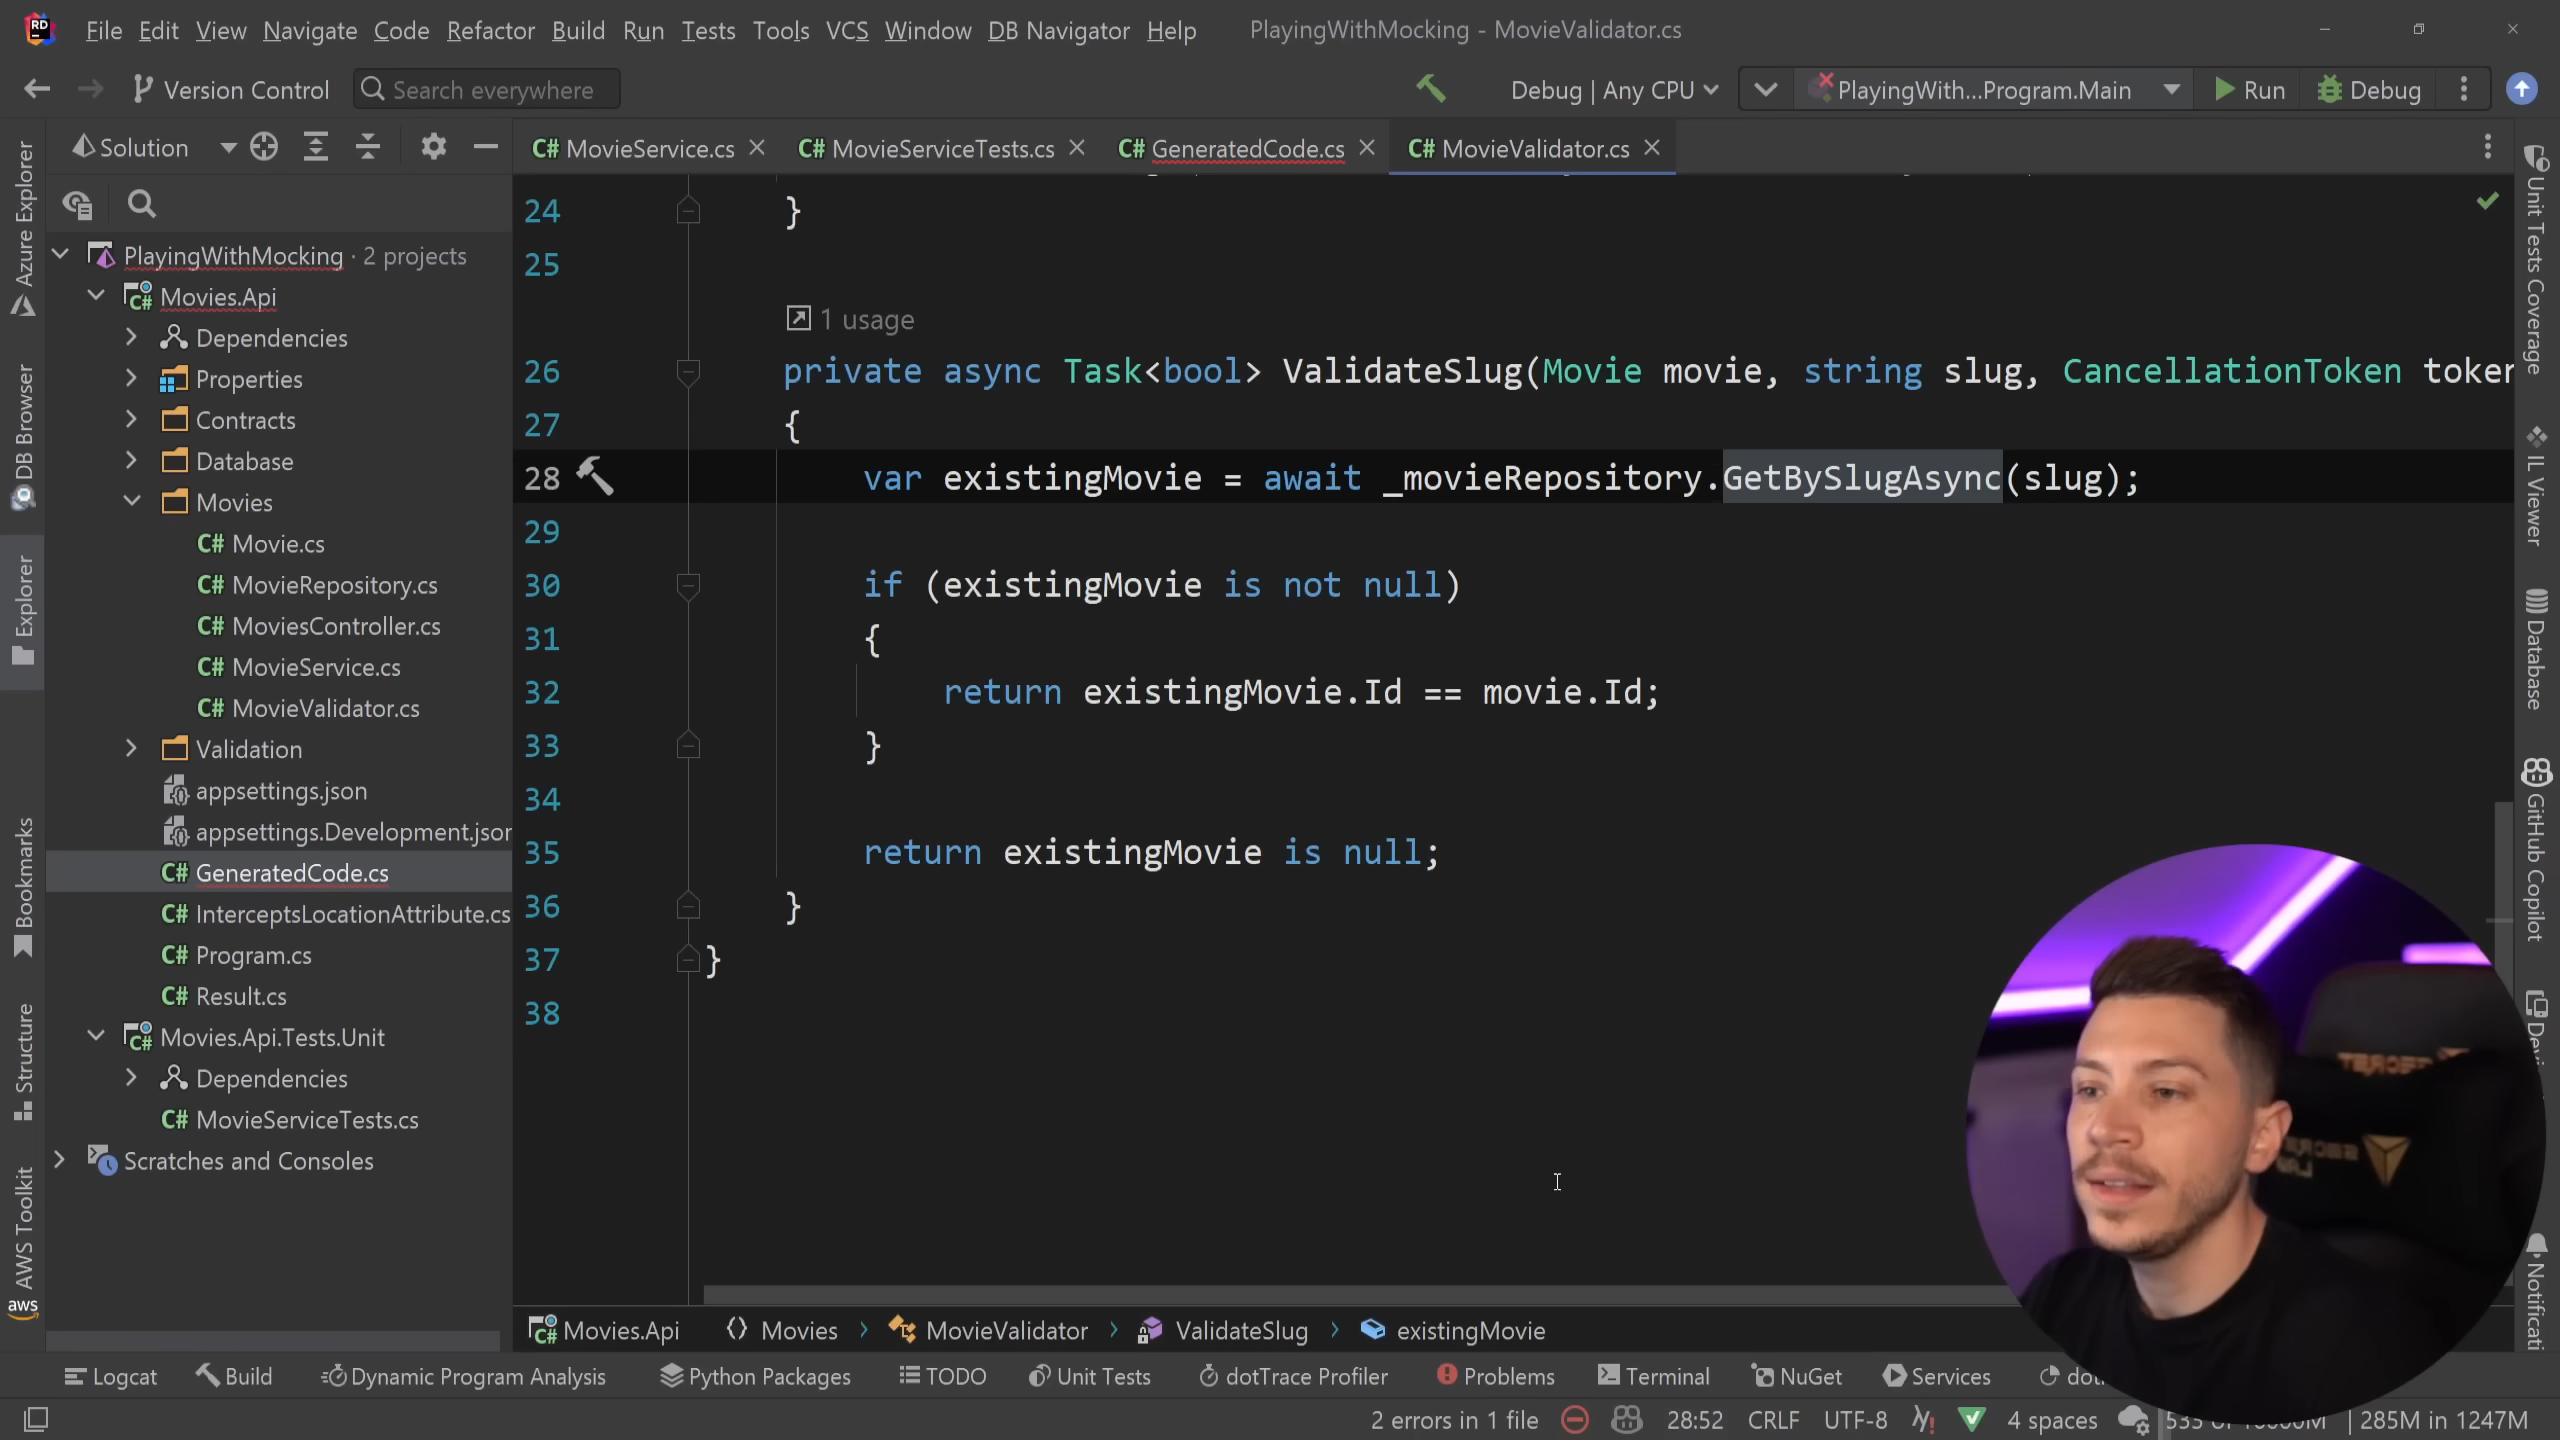 File Edit View Navigate Code Refactor Build Run Tests Tools VCS Window DB Navigator Help PlayingWithMocking - MovieValidator.cs
Version Control Search everywhere Debug | Any CPU PlayingWith...Program.Main Run Debug
Solution
MovieService.cs MovieServiceTests.cs GeneratedCode.cs MovieValidator.cs
PlayingWithMocking · 2 projects
Movies.Api
Dependencies
Properties
Contracts
Database
Movies
C# Movie.cs
C# MovieRepository.cs
C# MoviesController.cs
C# MovieService.cs
C# MovieValidator.cs
Validation
appsettings.json
appsettings.Development.json
C# GeneratedCode.cs
C# InterceptsLocationAttribute.cs
C# Program.cs
C# Result.cs
Movies.Api.Tests.Unit
Dependencies
C# MovieServiceTests.cs
Scratches and Consoles
24 }
25
1 usage
26 private async Task<bool> ValidateSlug(Movie movie, string slug, CancellationToken token
27 {
28 var existingMovie = await _movieRepository.GetBySlugAsync(slug);
29
30 if (existingMovie is not null)
31 {
32 return existingMovie.Id == movie.Id;
33 }
34
35 return existingMovie is null;
36 }
37 }
38
Azure Explorer
DB Browser
Explorer
Bookmarks
Structure
AWS Toolkit
aws
Unit Tests Coverage
IL Viewer
Database
GitHub Copilot
Notificati
Movies.Api Movies MovieValidator ValidateSlug existingMovie
Logcat Build Dynamic Program Analysis Python Packages TODO Unit Tests dotTrace Profiler Problems Terminal NuGet Services
2 errors in 1 file 28:52 CRLF UTF-8 4 spaces 285M in 1247M